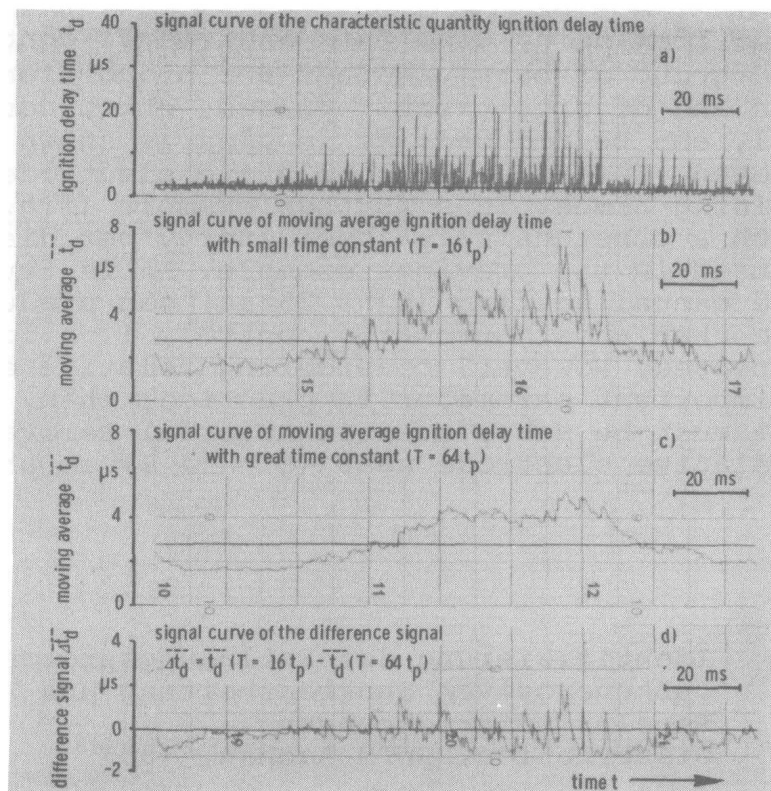 signal curve of the characteristic quantity ignition delay time
ignition delay time t_d
µs
40
20
0
a)
20 ms
signal curve of moving average ignition delay time
with small time constant (T = 16 t_p)
moving average t_d
µs
8
4
0
b)
20 ms
15
16
17
signal curve of moving average ignition delay time
with great time constant (T = 64 t_p)
moving average t_d
µs
8
4
0
c)
20 ms
10
11
12
signal curve of the difference signal
Δt_d = t_d (T = 16 t_p) - t_d (T = 64 t_p)
difference signal Δt_d
µs
4
0
-2
d)
20 ms
19
20
21
time t